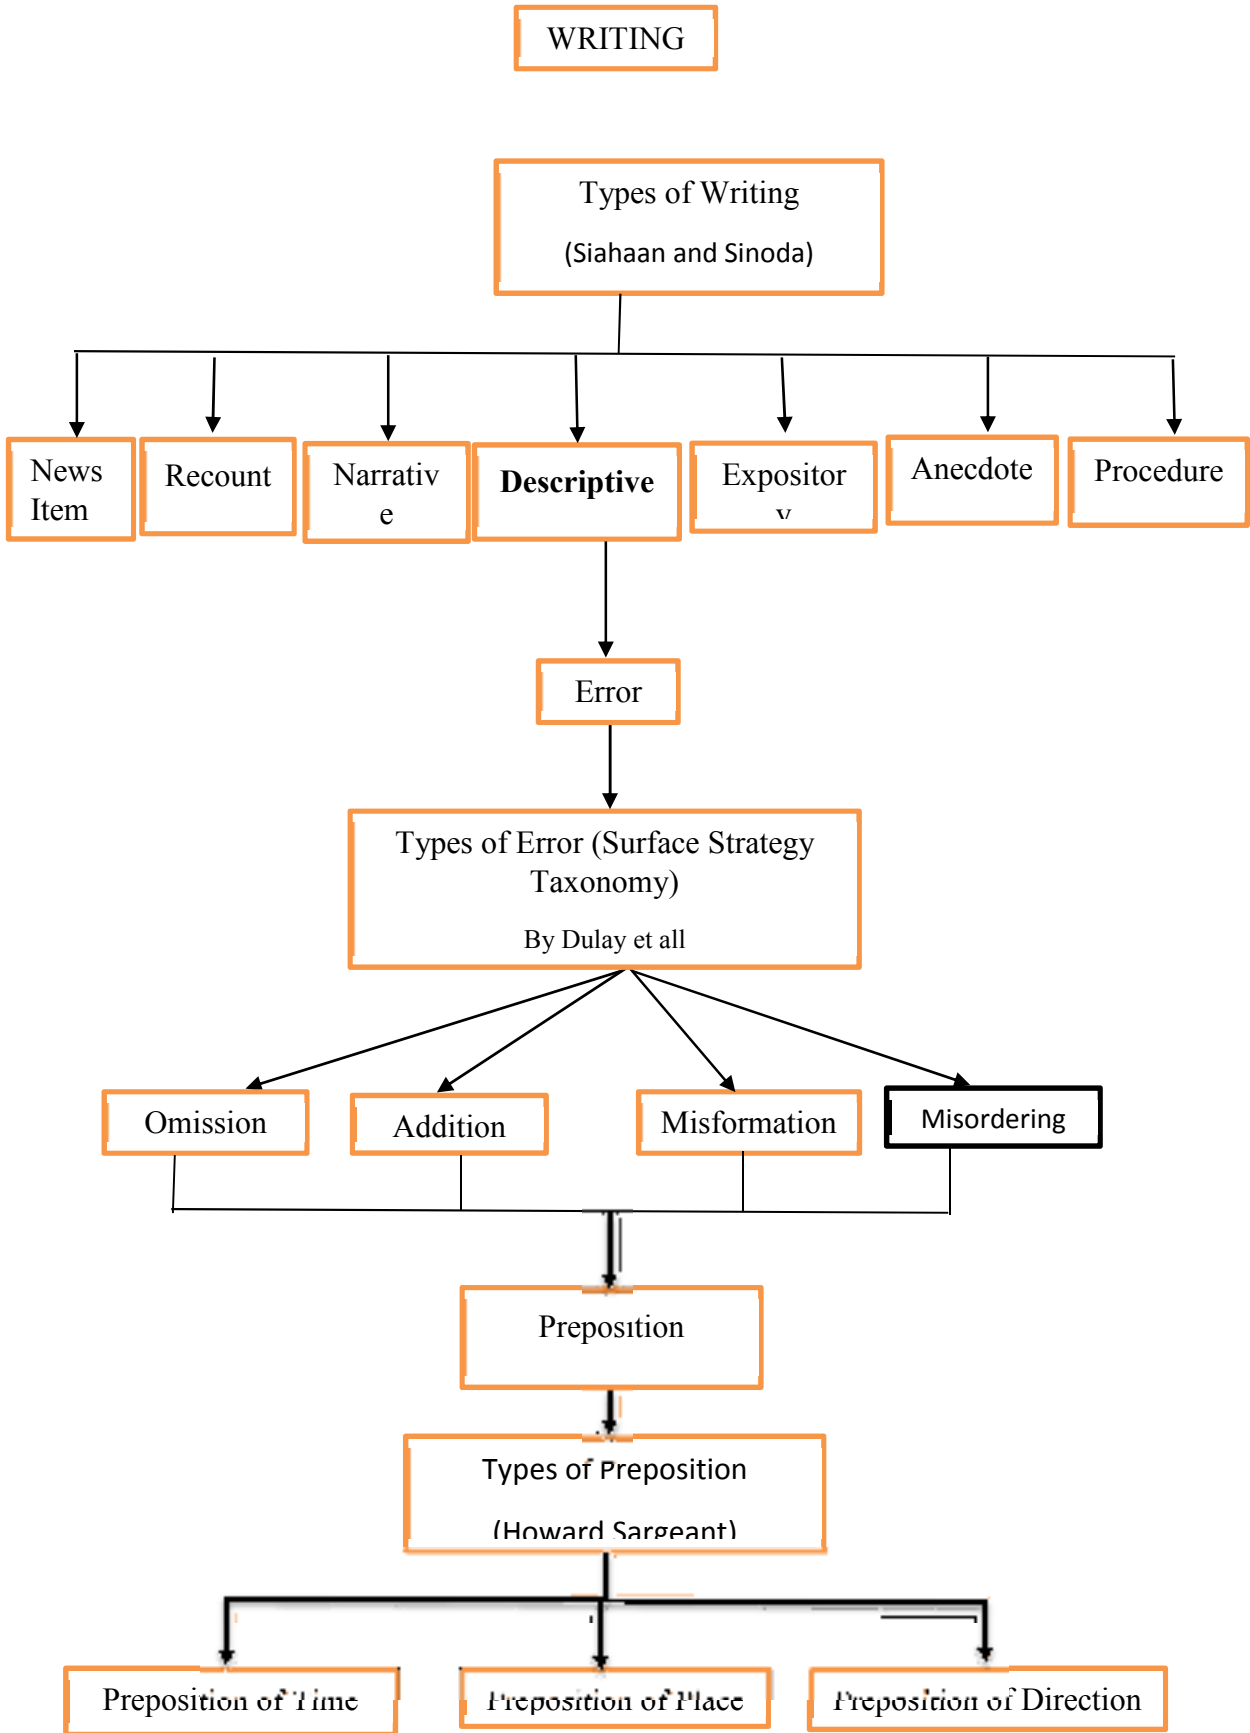 WRITING
Types of Writing
(Siahaan and Sinoda)
News
Item
Recount
Narrativ
e
Descriptive
Expositor
y
Anecdote
Procedure
Error
Types of Error (Surface Strategy
Taxonomy)
By Dulay et all
Omission
Addition
Misformation
Misordering
Preposition
Types of Preposition
(Howard Sargeant)
Preposition of Time
Preposition of Place
Preposition of Direction